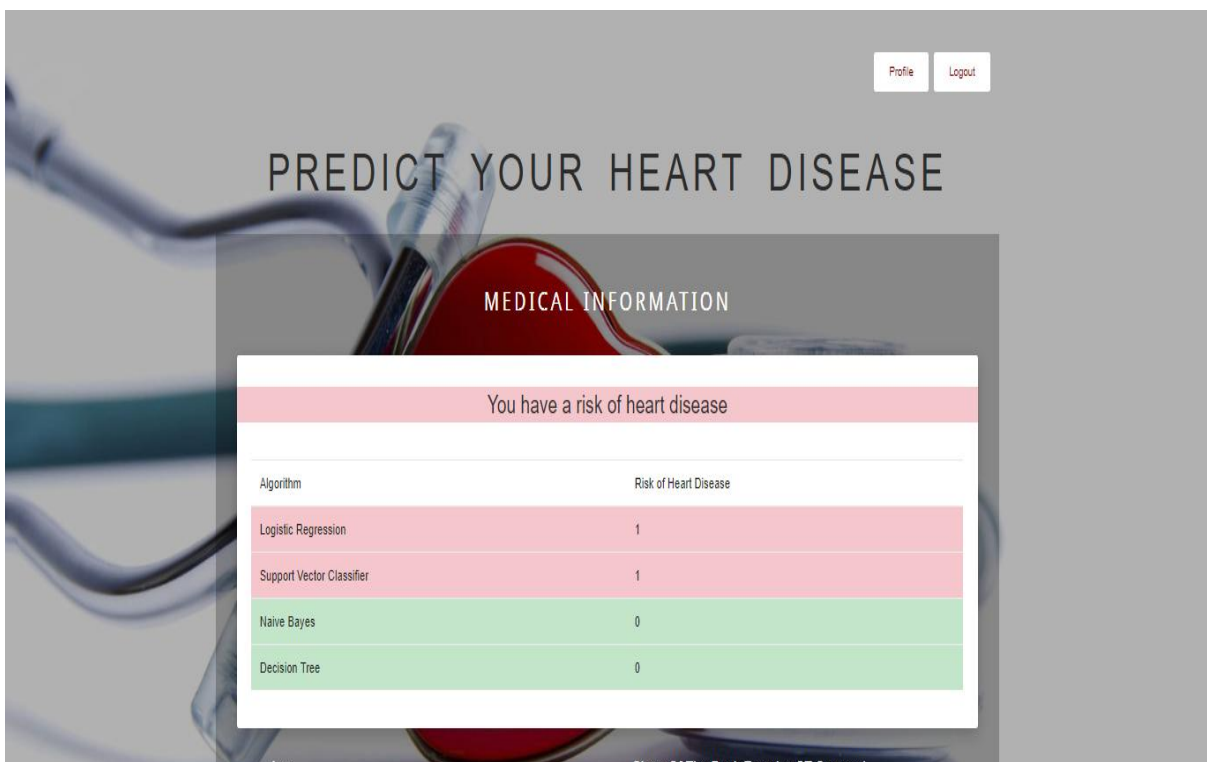 Profile Logout
PREDICT YOUR HEART DISEASE
MEDICAL INFORMATION
You have a risk of heart disease
Algorithm Risk of Heart Disease
Logistic Regression 1
Support Vector Classifier 1
Naive Bayes 0
Decision Tree 0